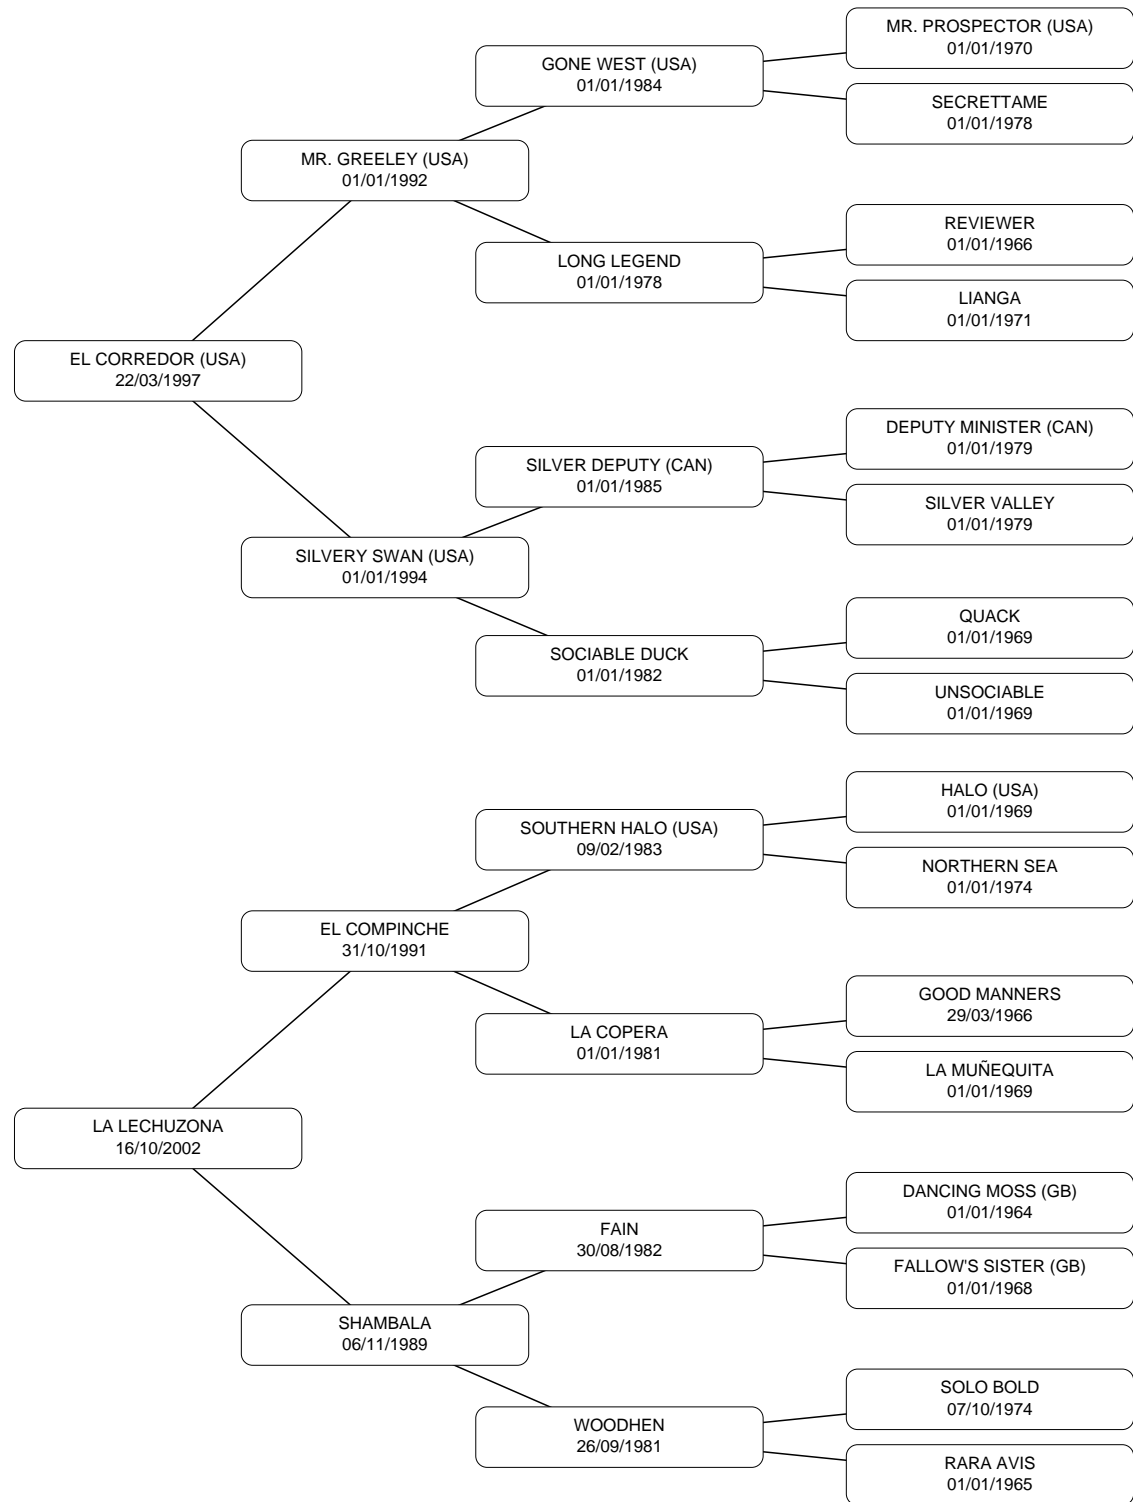 MR. PROSPECTOR (USA)
01/01/1970
GONE WEST (USA)
01/01/1984
SECRETTAME
01/01/1978
MR. GREELEY (USA)
01/01/1992
REVIEWER
01/01/1966
LONG LEGEND
01/01/1978
LIANGA
01/01/1971
EL CORREDOR (USA)
22/03/1997
DEPUTY MINISTER (CAN)
01/01/1979
SILVER DEPUTY (CAN)
01/01/1985
SILVER VALLEY
01/01/1979
SILVERY SWAN (USA)
01/01/1994
QUACK
01/01/1969
SOCIABLE DUCK
01/01/1982
UNSOCIABLE
01/01/1969
HALO (USA)
01/01/1969
SOUTHERN HALO (USA)
09/02/1983
NORTHERN SEA
01/01/1974
EL COMPINCHE
31/10/1991
GOOD MANNERS
29/03/1966
LA COPERA
01/01/1981
LA MUÑEQUITA
01/01/1969
LA LECHUZONA
16/10/2002
DANCING MOSS (GB)
01/01/1964
FAIN
30/08/1982
FALLOW'S SISTER (GB)
01/01/1968
SHAMBALA
06/11/1989
SOLO BOLD
07/10/1974
WOODHEN
26/09/1981
RARA AVIS
01/01/1965